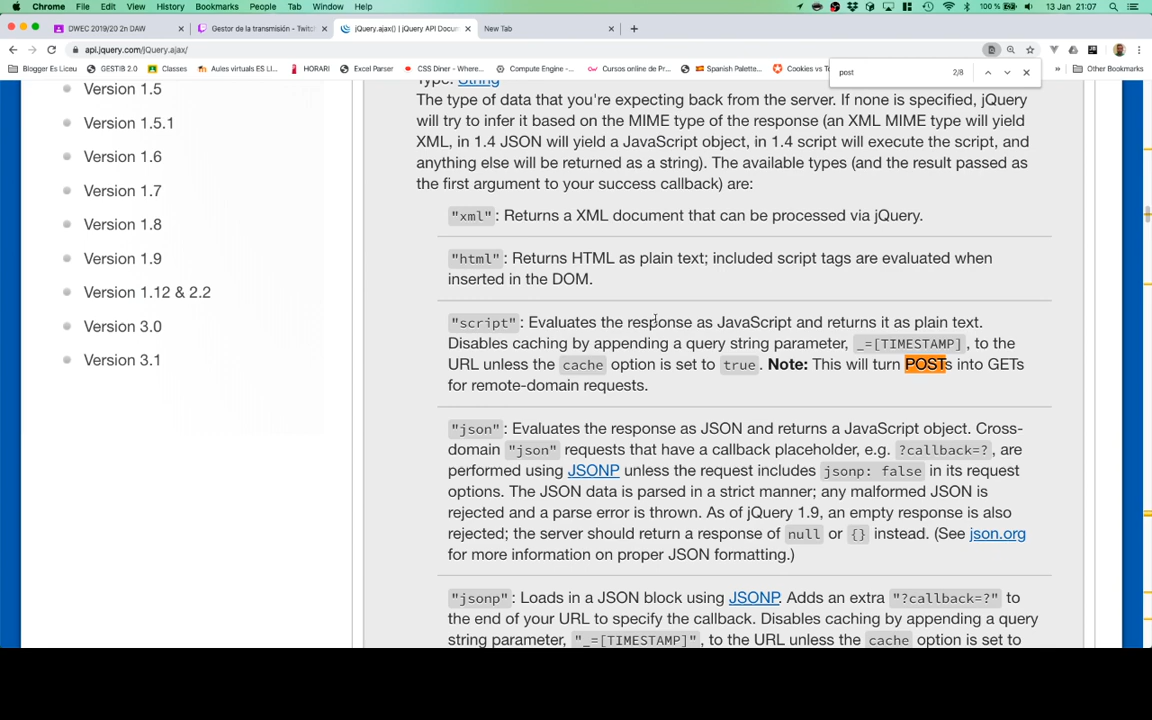 Chrome File Edit View History Bookmarks People Tab Window Help 100 % 13 Jan 21:07
DWEC 2019/20 2n DAW Gestor de la transmisión - Twitc jQuery.ajax() | jQuery API Docum New Tab
api.jquery.com/jQuery.ajax/
Blogger Es Lleu GESTIB 2.0 Classes Aules virtuals ES LI... HORARI Excel Parser CSS Diner - Where... Compute Engine -... Cursos online de Pr... Spanish Palette... Cookies vs To » Other Bookmarks
post 2/8
Version 1.5
Version 1.5.1
Version 1.6
Version 1.7
Version 1.8
Version 1.9
Version 1.12 & 2.2
Version 3.0
Version 3.1
Type: String
The type of data that you're expecting back from the server. If none is specified, jQuery
will try to infer it based on the MIME type of the response (an XML MIME type will yield
XML, in 1.4 JSON will yield a JavaScript object, in 1.4 script will execute the script, and
anything else will be returned as a string). The available types (and the result passed as
the first argument to your success callback) are:
"xml": Returns a XML document that can be processed via jQuery.
"html": Returns HTML as plain text; included script tags are evaluated when
inserted in the DOM.
"script": Evaluates the response as JavaScript and returns it as plain text.
Disables caching by appending a query string parameter, _=[TIMESTAMP], to the
URL unless the cache option is set to true. Note: This will turn POSTs into GETs
for remote-domain requests.
"json": Evaluates the response as JSON and returns a JavaScript object. Cross-
domain "json" requests that have a callback placeholder, e.g. ?callback=?, are
performed using JSONP unless the request includes jsonp: false in its request
options. The JSON data is parsed in a strict manner; any malformed JSON is
rejected and a parse error is thrown. As of jQuery 1.9, an empty response is also
rejected; the server should return a response of null or {} instead. (See json.org
for more information on proper JSON formatting.)
"jsonp": Loads in a JSON block using JSONP. Adds an extra "?callback=?" to
the end of your URL to specify the callback. Disables caching by appending a query
string parameter, "_=[TIMESTAMP]", to the URL unless the cache option is set to